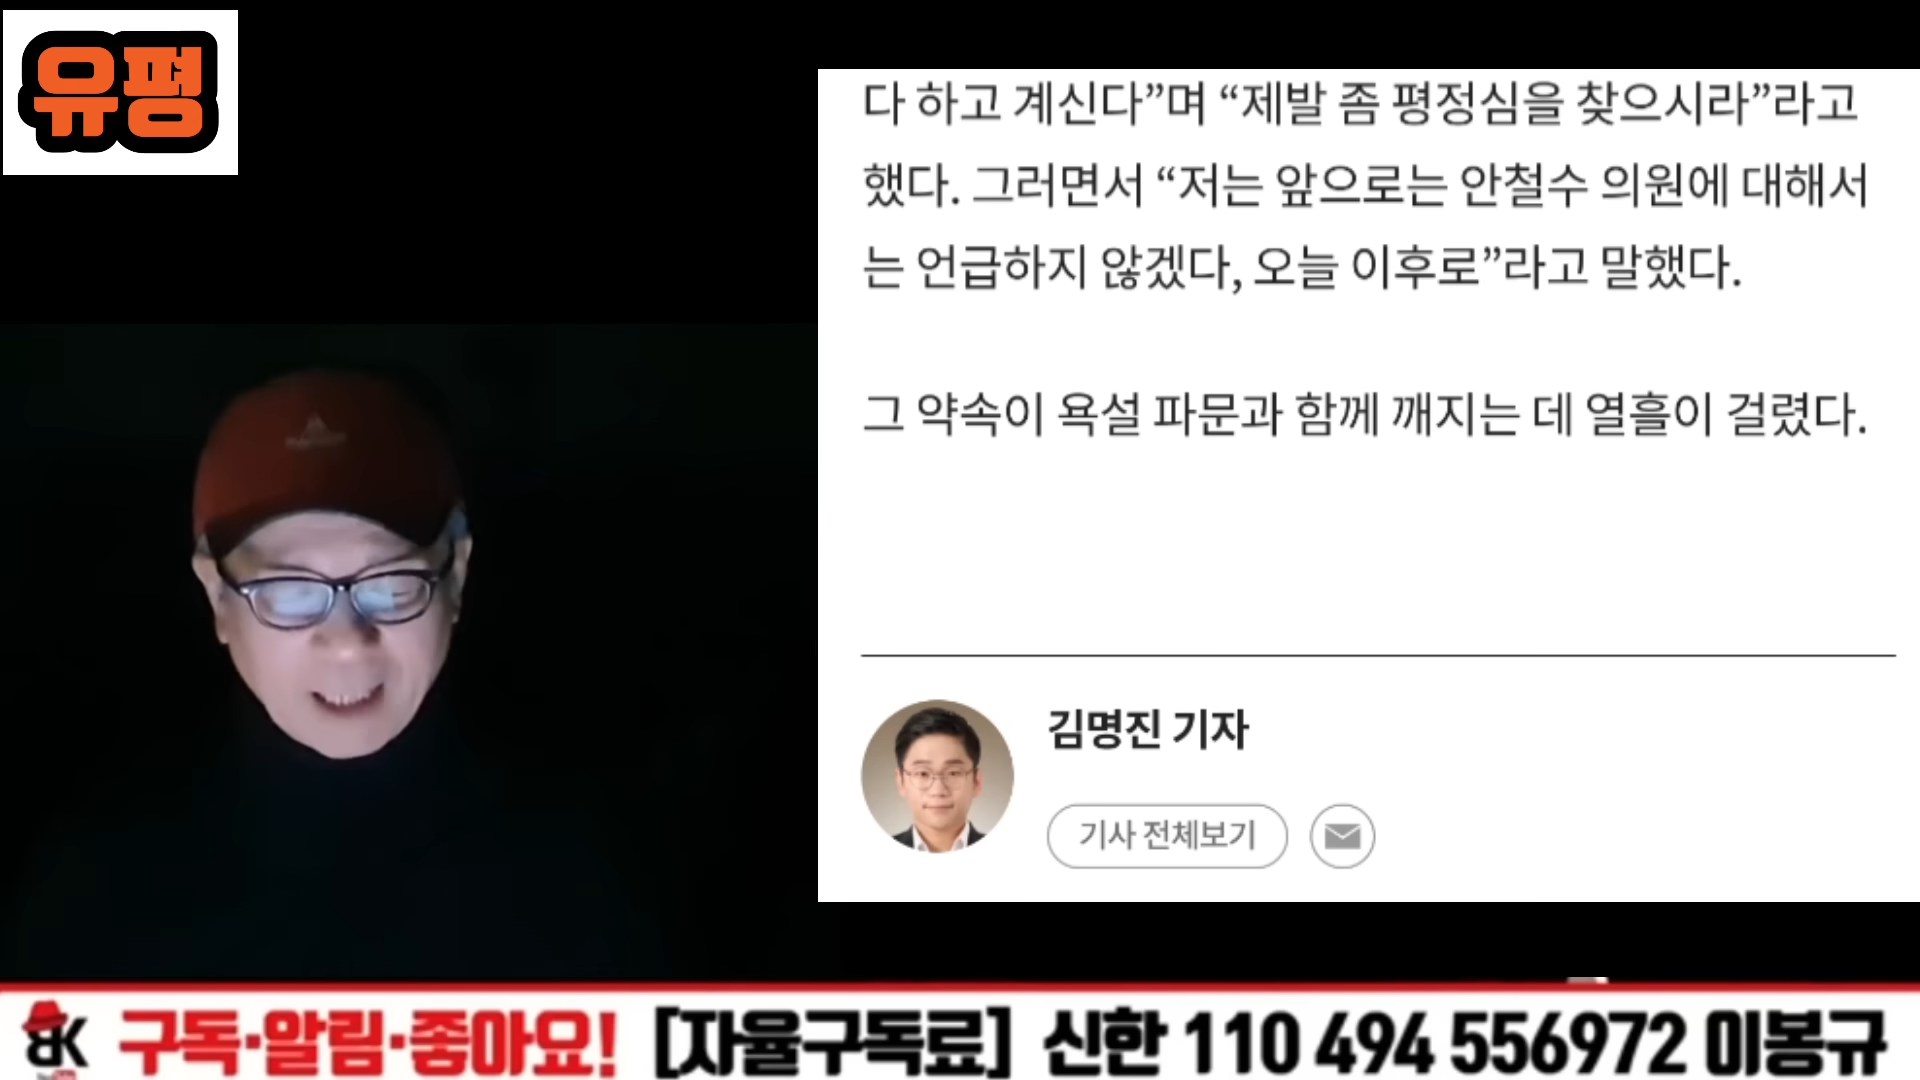 유평
다 하고 계신다”며 “제발 좀 평정심을 찾으시라”라고
했다. 그러면서 “저는 앞으로는 안철수 의원에 대해서
는 언급하지 않겠다, 오늘 이후로”라고 말했다.
그 약속이 욕설 파문과 함께 깨지는 데 열흘이 걸렸다.
김명진 기자
기사 전체보기
BK 구독·알림·좋아요! [자율구독료] 신한 110 494 556972 이봉규